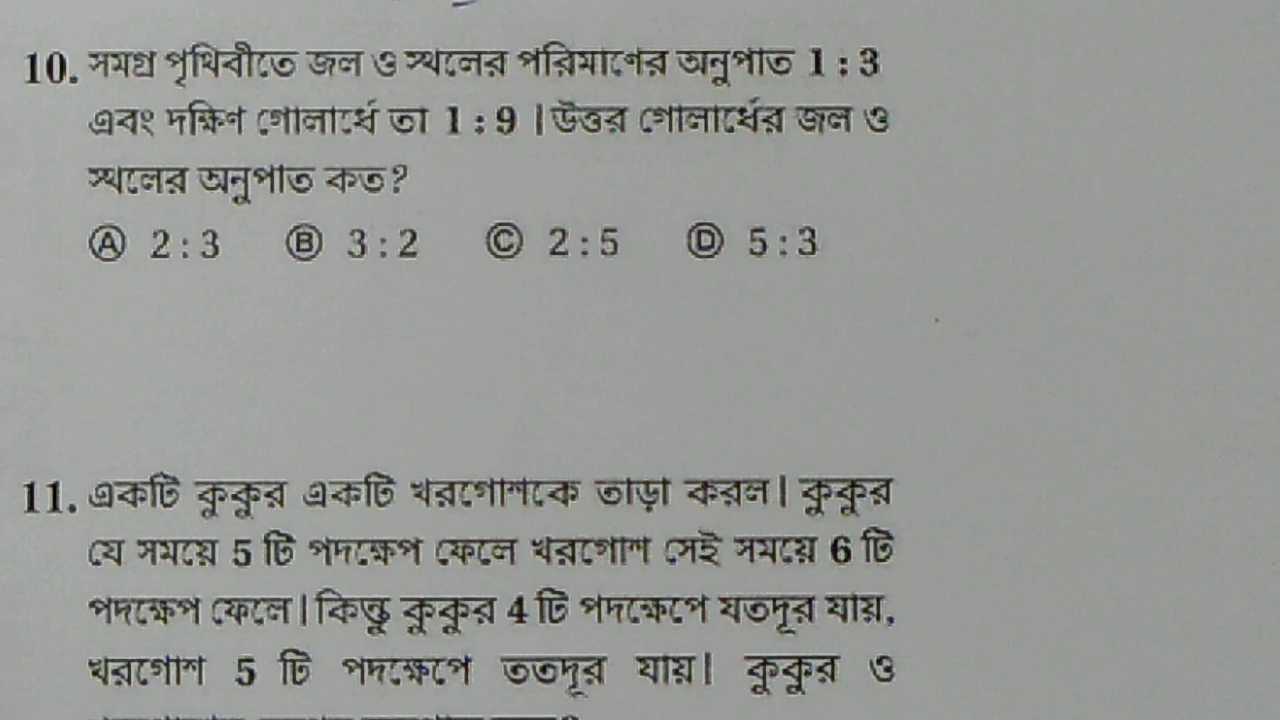 10. সমগ্র পৃথিবীতে জল ও স্থলের পরিমাণের অনুপাত 1 : 3
এবং দক্ষিণ গোলার্ধে তা 1 : 9 | উত্তর গোলার্ধের জল ও
স্থলের অনুপাত কত?
Ⓐ 2 : 3 Ⓑ 3 : 2 Ⓒ 2 : 5 Ⓓ 5 : 3
11. একটি কুকুর একটি খরগোশকে তাড়া করল| কুকুর
যে সময়ে 5 টি পদক্ষেপ ফেলে খরগোশ সেই সময়ে 6 টি
পদক্ষেপ ফেলে| কিন্তু কুকুর 4 টি পদক্ষেপে যতদূর যায়,
খরগোশ 5 টি পদক্ষেপে ততদূর যায়| কুকুর ও